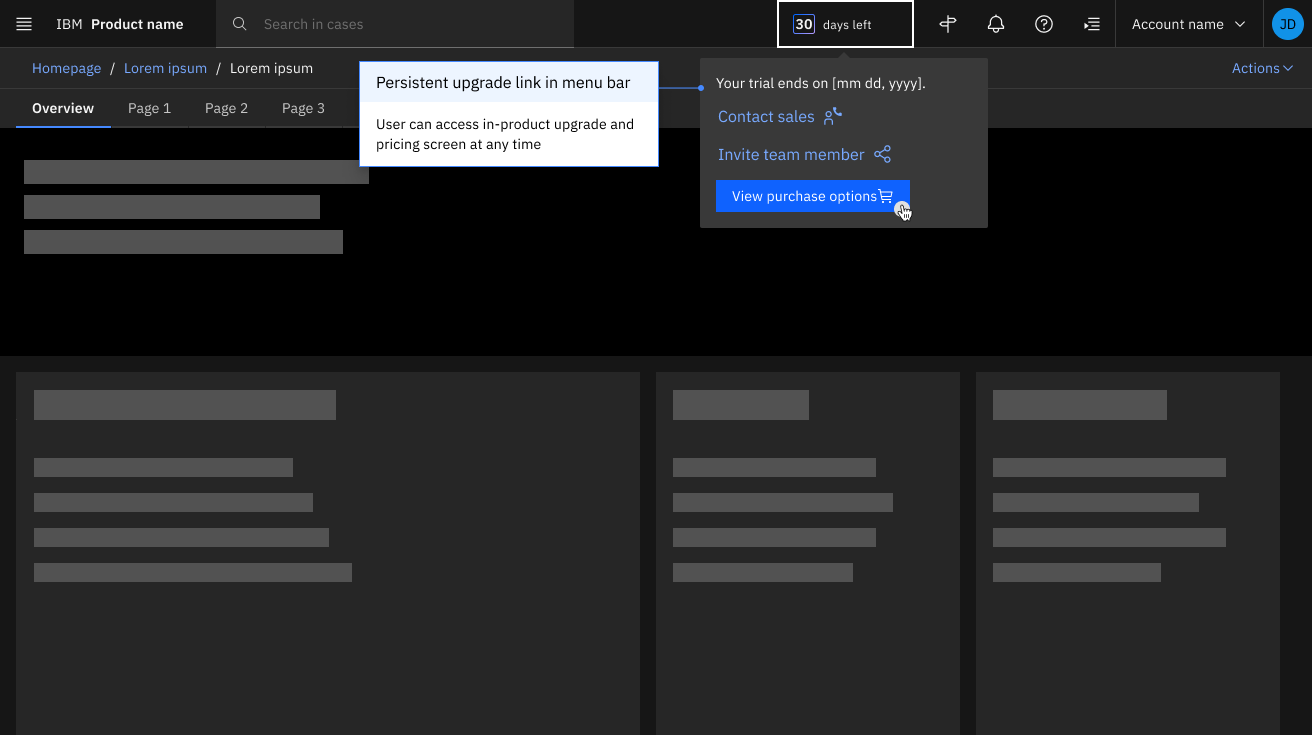 IBM Product name
Search in cases
30 days left
Account name
JD
Homepage / Lorem ipsum / Lorem ipsum
Actions
Overview
Page 1
Page 2
Page 3
Persistent upgrade link in menu bar
User can access in-product upgrade and
pricing screen at any time
Your trial ends on [mm dd, yyyy].
Contact sales
Invite team member
View purchase options